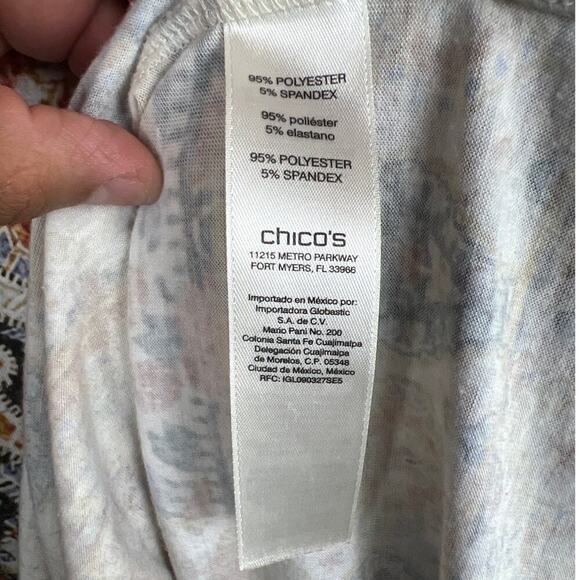 95% POLYESTER
5% SPANDEX
95% poliéster
5% elastano
95% POLYESTER
5% SPANDEX
chico's
11215 METRO PARKWAY
FORT MYERS, FL 33966
Importado en México por:
Importadora Globastic
S.A. de C.V.
Mario Pani No. 200
Colonia Santa Fe Cuajimalpa
Delegación Cuajimalpa
de Morelos, C.P. 05348
Ciudad de México, México
RFC: IGL090327SE5